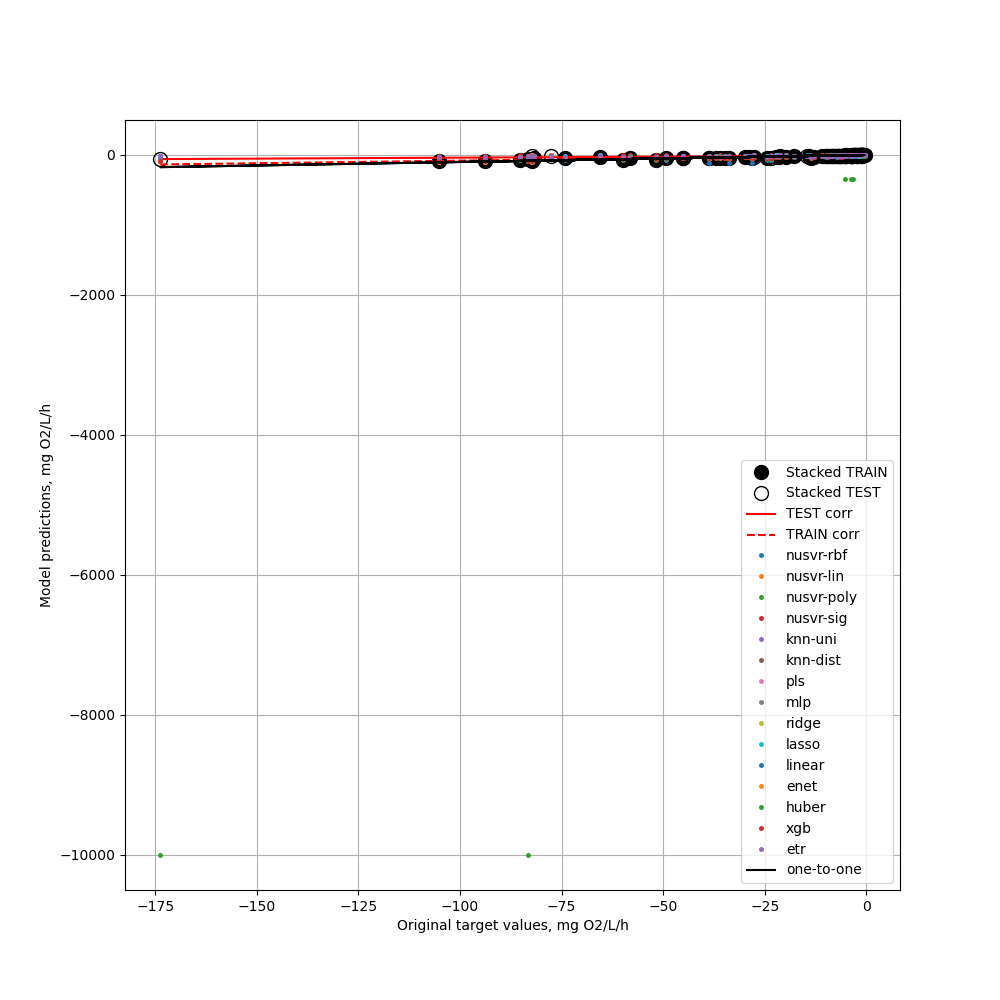 0
−2000
−4000
−6000
−8000
−10000
Model predictions, mg O2/L/h
Stacked TRAIN
Stacked TEST
TEST corr
TRAIN corr
nusvr-rbf
nusvr-lin
nusvr-poly
nusvr-sig
knn-uni
knn-dist
pls
mlp
ridge
lasso
linear
enet
huber
xgb
etr
one-to-one
−175 −150 −125 −100 −75 −50 −25 0
Original target values, mg O2/L/h